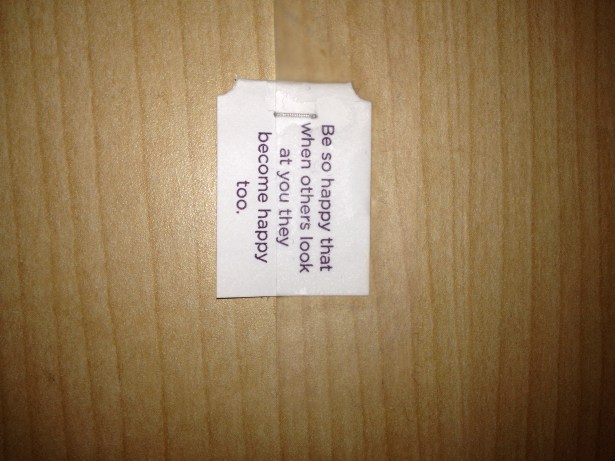 Be so happy that
when others look
at you they
become happy
too.